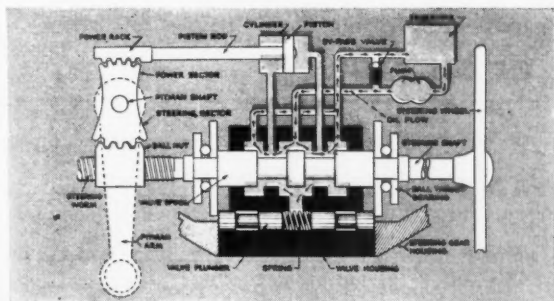 CYLINDER
PISTON
RESERVOIR
POWER RACK
PISTON ROD
BY-PASS VALVE
POWER SECTOR
PUMP
PITMAN SHAFT
STEERING WHEEL
STEERING SECTOR
OIL FLOW
STEERING SHAFT
BALL NUT
STEERING
WORM
VALVE SPOOL
BALL THRUST
BEARING
PITMAN
ARM
STEERING GEAR
HOUSING
VALVE PLUNGER
SPRING
VALVE HOUSING